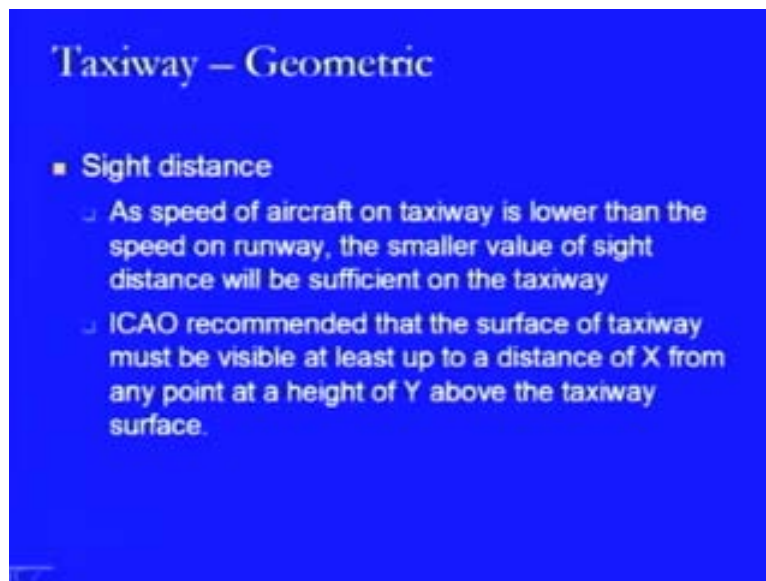 Taxiway – Geometric
Sight distance
As speed of aircraft on taxiway is lower than the
speed on runway, the smaller value of sight
distance will be sufficient on the taxiway
ICAO recommended that the surface of taxiway
must be visible at least up to a distance of X from
any point at a height of Y above the taxiway
surface.